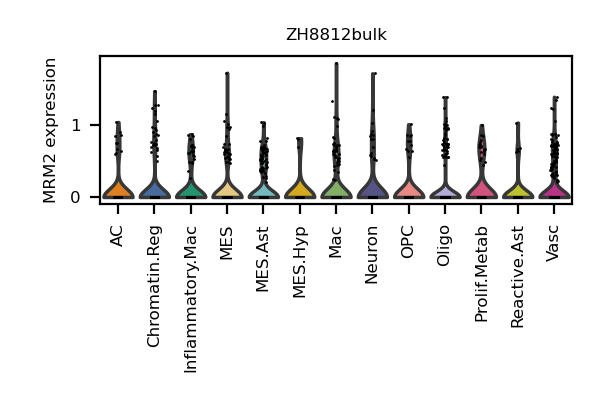 ZH8812bulk
MRM2 expression
1
0
AC
Chromatin.Reg
Inflammatory.Mac
MES
MES.Ast
MES.Hyp
Mac
Neuron
OPC
Oligo
Prolif.Metab
Reactive.Ast
Vasc